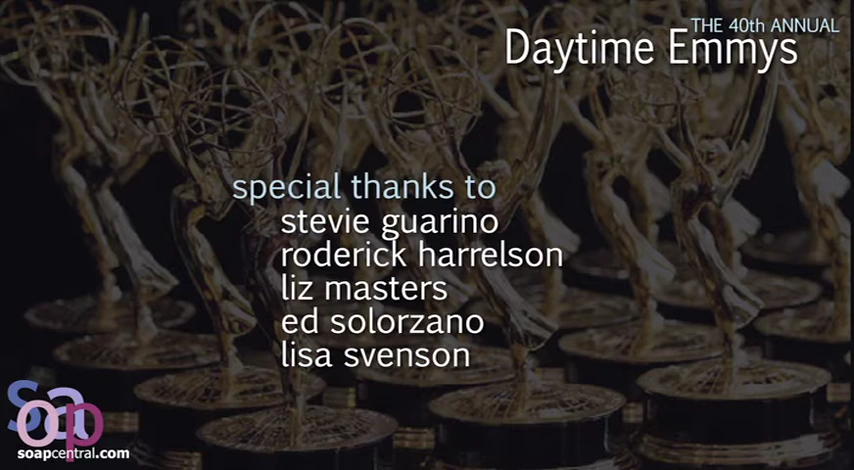 THE 40th ANNUAL
Daytime Emmys
special thanks to
stevie guarino
roderick harrelson
liz masters
ed solorzano
lisa svenson
soap
soapcentral.com